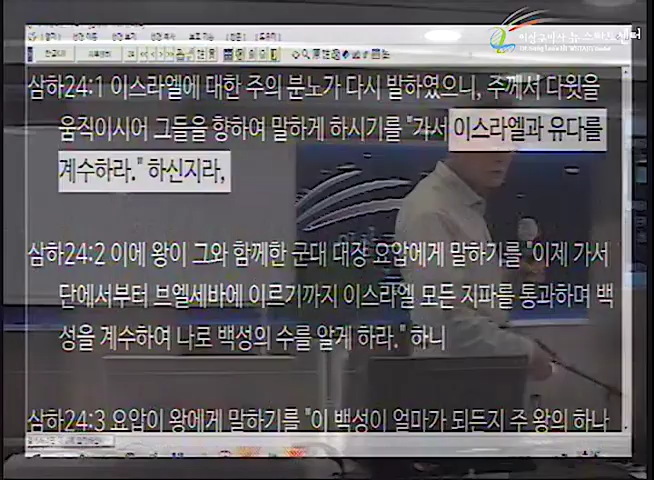 삼하24:1 이스라엘에 대한 주의 분노가 다시 발하였으니, 주께서 다윗을
움직이시어 그들을 향하여 말하게 하시기를 "가서 이스라엘과 유다를
계수하라." 하신지라,
삼하24:2 이에 왕이 그와 함께한 군대 대장 요압에게 말하기를 "이제 가서
단에서부터 브엘세바에 이르기까지 이스라엘 모든 지파를 통과하며 백
성을 계수하여 나로 백성의 수를 알게 하라." 하니
삼하24:3 요압이 왕에게 말하기를 "이 백성이 얼마가 되든지 주 왕의 하나